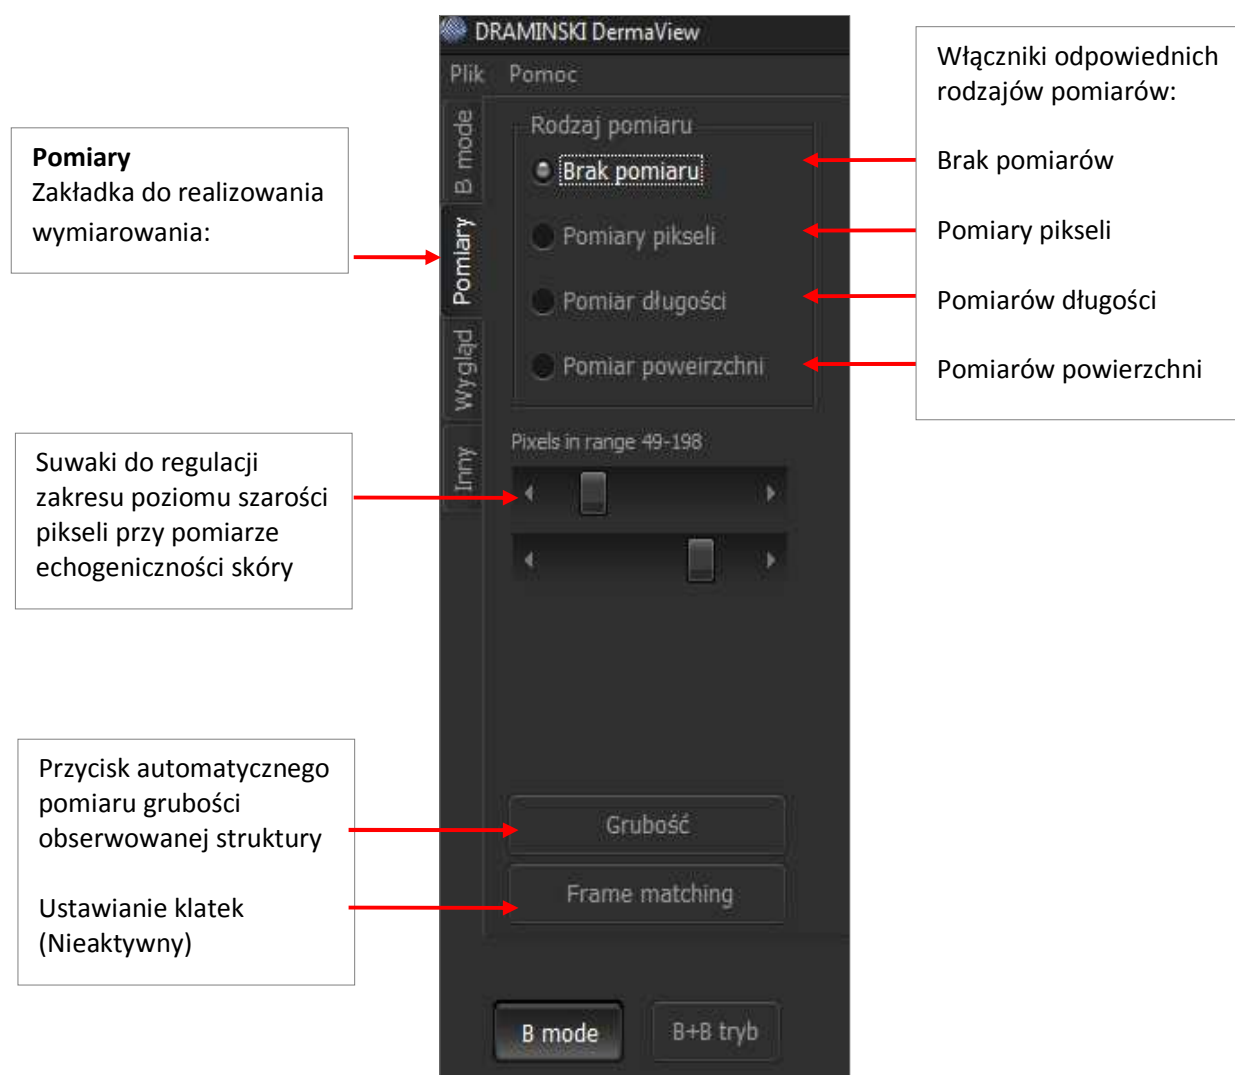 DRAMINSKI DermaView
Plik Pomoc
B mode
Pomiary
Wygląd
Inny
Rodzaj pomiaru
Brak pomiaru
Pomiary pikseli
Pomiar długości
Pomiar poweirzchni
Pixels in range 49-198
Grubość
Frame matching
B mode
B+B tryb
Pomiary
Zakładka do realizowania
wymiarowania:
Suwaki do regulacji
zakresu poziomu szarości
pikseli przy pomiarze
echogeniczności skóry
Przycisk automatycznego
pomiaru grubości
obserwowanej struktury
Ustawianie klatek
(Nieaktywny)
Włączniki odpowiednich
rodzajów pomiarów:
Brak pomiarów
Pomiary pikseli
Pomiarów długości
Pomiarów powierzchni